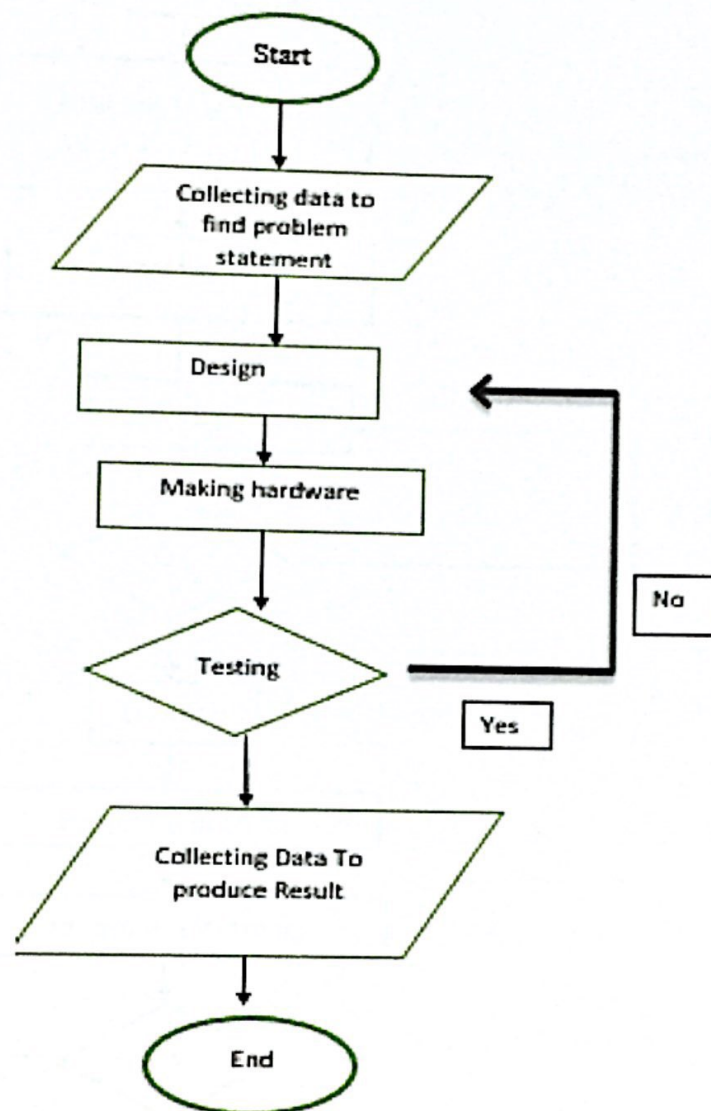 Start
Collecting data to
find problem
statement
Design
Making hardware
No
Testing
Yes
Collecting Data To
produce Result
End